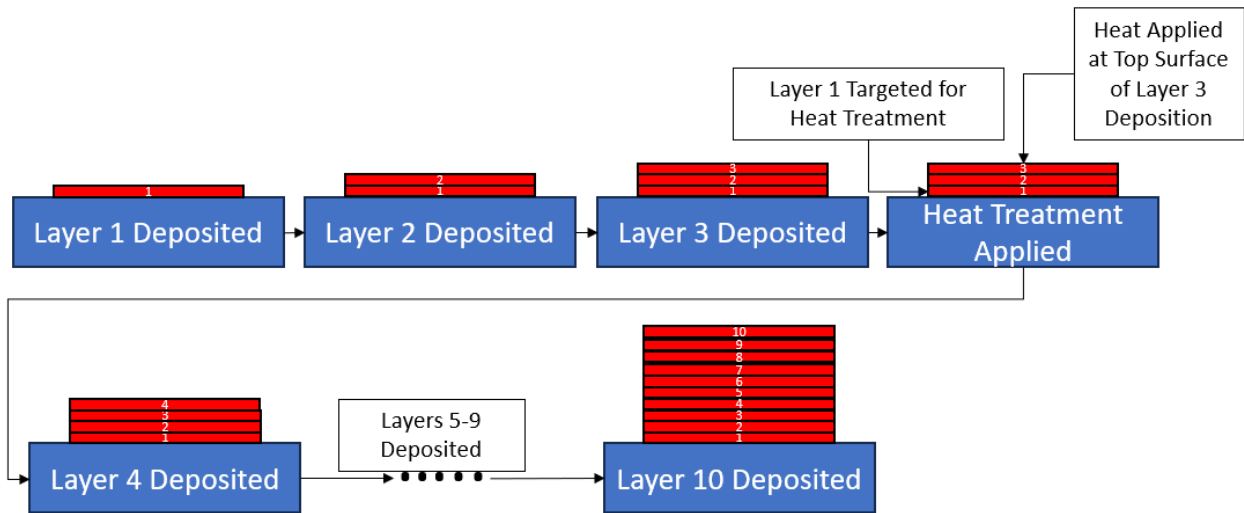 Heat Applied
at Top Surface
of Layer 3
Deposition
Layer 1 Targeted for
Heat Treatment
1
Layer 1 Deposited
2
1
Layer 2 Deposited
3
2
1
Layer 3 Deposited
3
2
1
Heat Treatment
Applied
4
3
2
1
Layer 4 Deposited
Layers 5-9
Deposited
10
9
8
7
6
5
4
3
2
1
Layer 10 Deposited